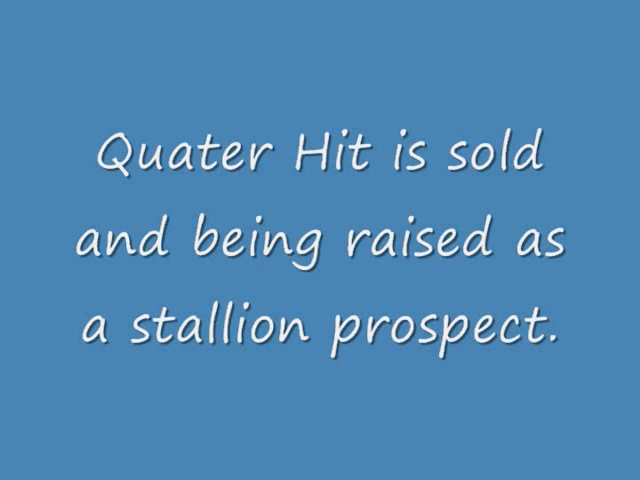 Quater Hit is sold
and being raised as
a stallion prospect.